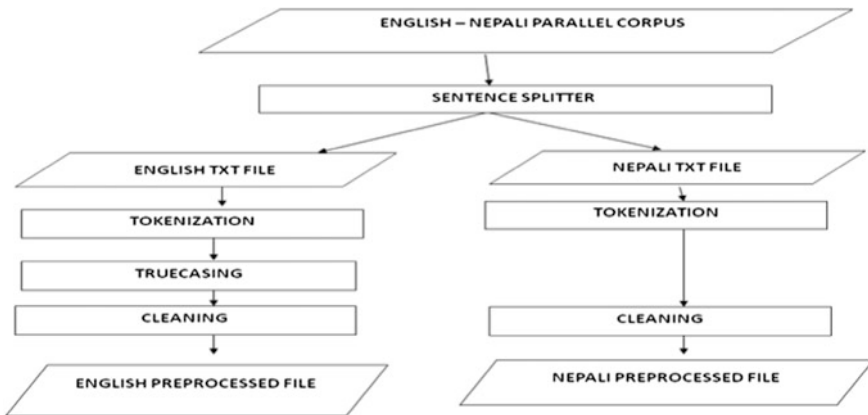 ENGLISH – NEPALI PARALLEL CORPUS
SENTENCE SPLITTER
ENGLISH TXT FILE
NEPALI TXT FILE
TOKENIZATION
TOKENIZATION
TRUECASING
CLEANING
CLEANING
ENGLISH PREPROCESSED FILE
NEPALI PREPROCESSED FILE